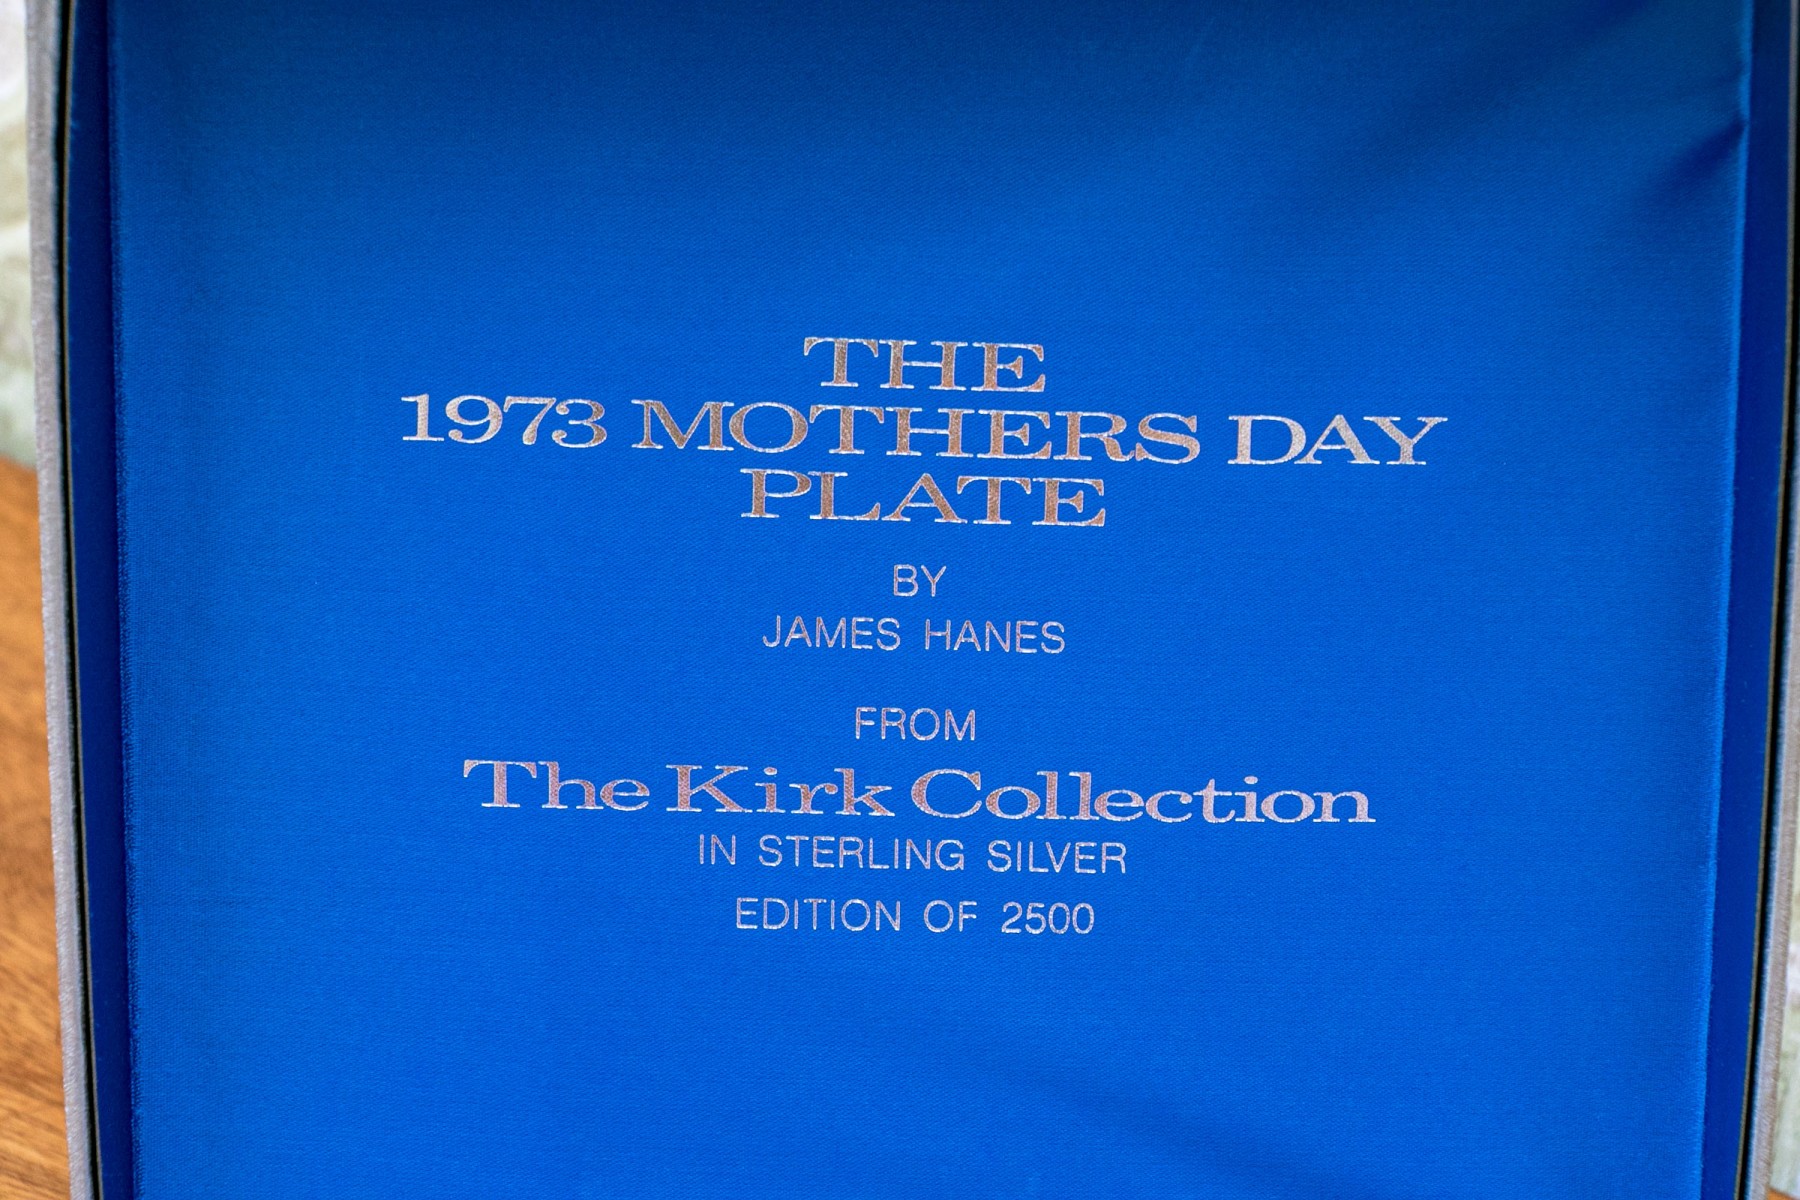 THE
1973 MOTHERS DAY
PLATE
BY
JAMES HANES
FROM
The Kirk Collection
IN STERLING SILVER
EDITION OF 2500